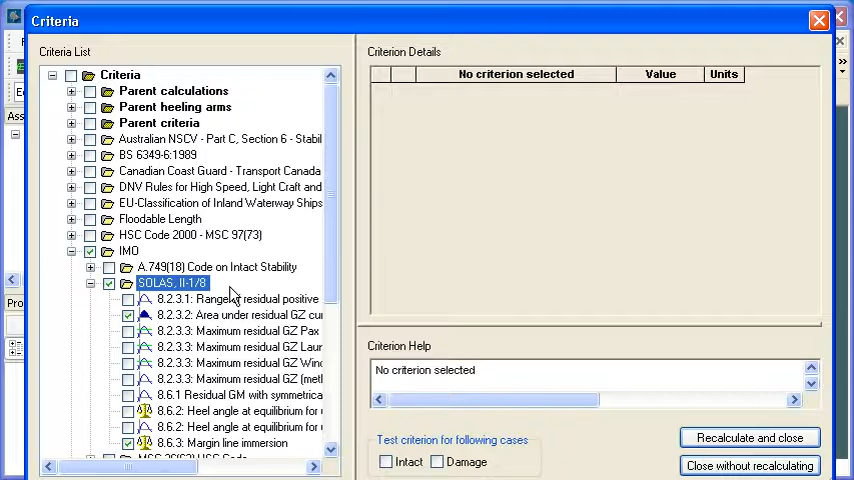 Criteria
Criteria List
Criteria
Parent calculations
Parent heeling arms
Parent criteria
Australian NSCV - Part C, Section 6 - Stabil
BS 6349-6:1989
Canadian Coast Guard - Transport Canada
DNV Rules for High Speed, Light Craft and
EU-Classification of Inland Waterway Ships
Floodable Length
HSC Code 2000 - MSC 97(73)
IMO
A.749(18) Code on Intact Stability
SOLAS, II-1/8
8.2.3.1: Range of residual positive
8.2.3.2: Area under residual GZ cur
8.2.3.3: Maximum residual GZ Pax
8.2.3.3: Maximum residual GZ Laun
8.2.3.3: Maximum residual GZ Wind
8.2.3.3: Maximum residual GZ (meth
8.6.1 Residual GM with symmetrica
8.6.2: Heel angle at equilibrium for u
8.6.2: Heel angle at equilibrium for u
8.6.3: Margin line immersion
Criterion Details
No criterion selected Value Units
Criterion Help
No criterion selected
Test criterion for following cases
Intact Damage
Recalculate and close
Close without recalculating
Ass
Pro